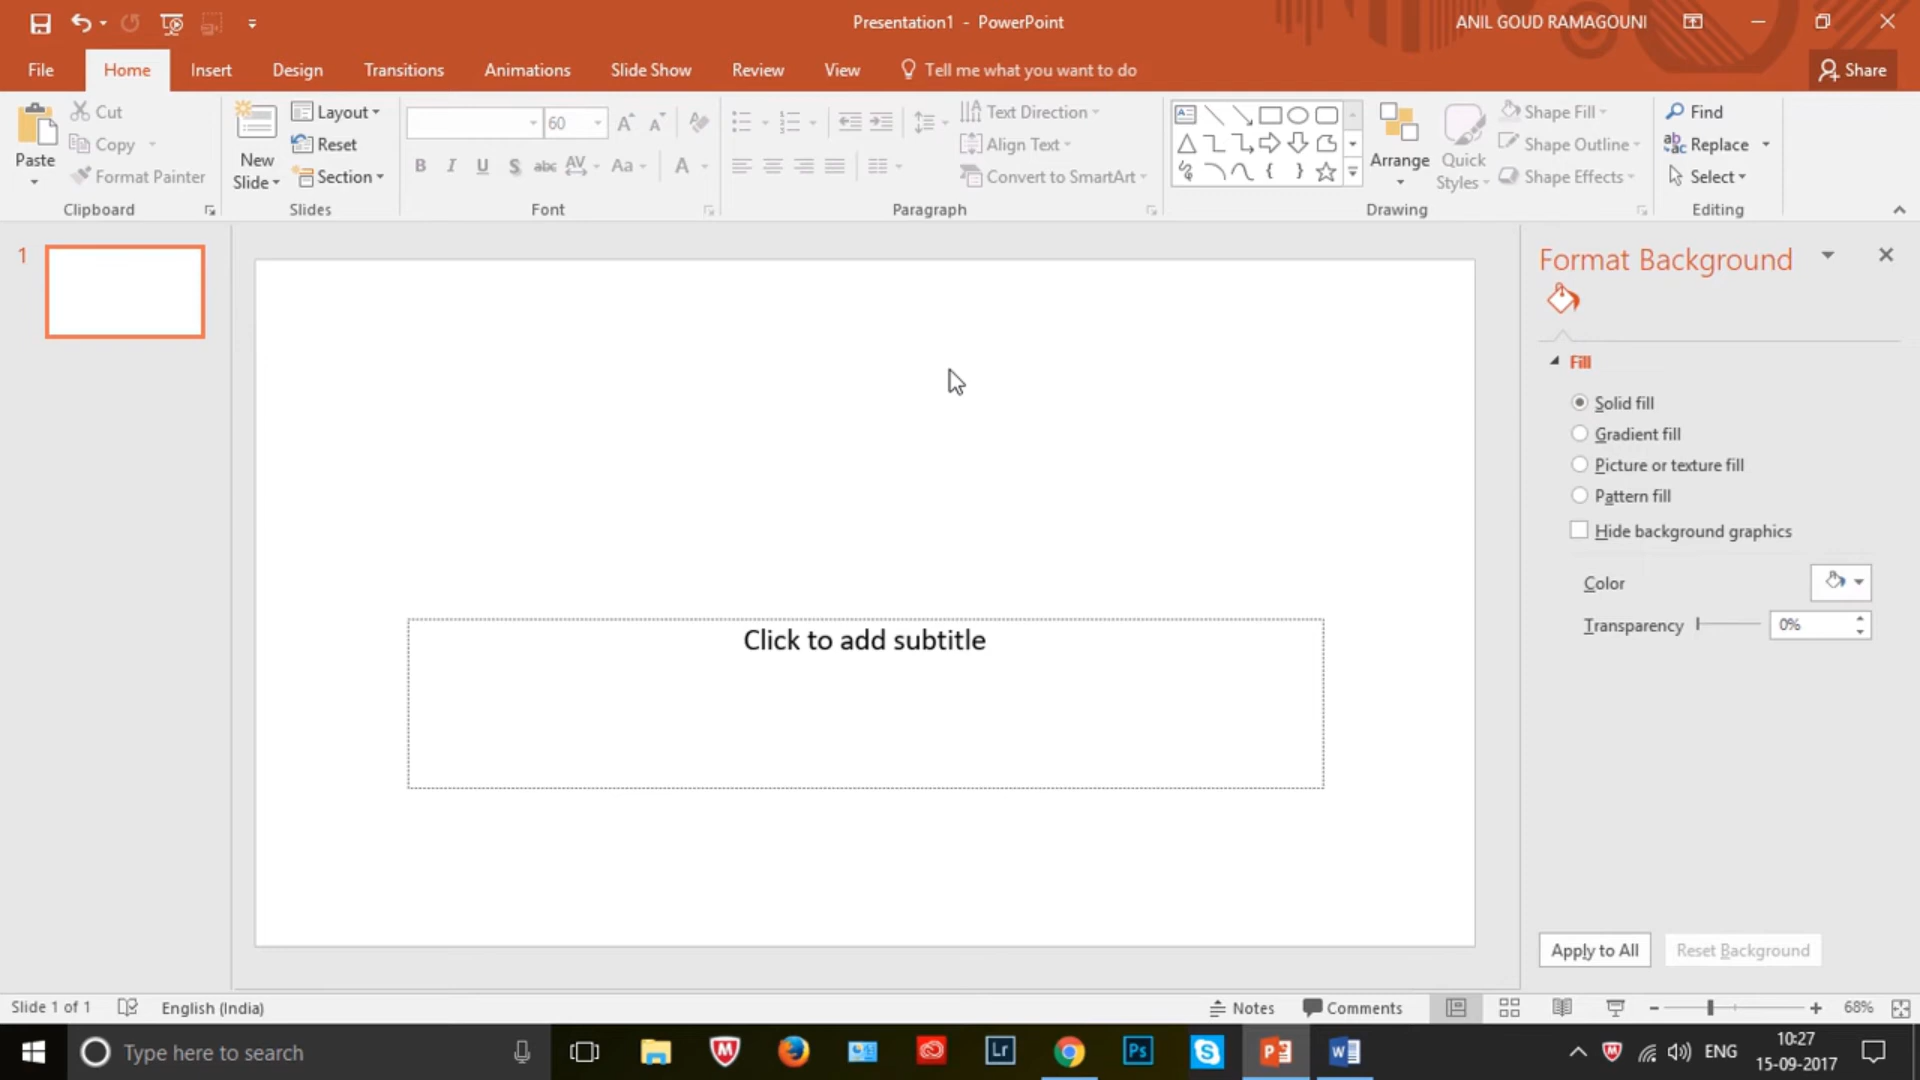 Presentation1 - PowerPoint
ANIL GOUD RAMAGOUNI
File Home Insert Design Transitions Animations Slide Show Review View Tell me what you want to do Share
Paste
Cut
Copy
Format Painter
Clipboard
New Slide
Layout
Reset
Section
Slides
60
B I U S abc AV Aa A
Font
Text Direction
Align Text
Convert to SmartArt
Paragraph
Arrange
Quick Styles
Shape Fill
Shape Outline
Shape Effects
Drawing
Find
Replace
Select
Editing
1
Click to add subtitle
Format Background
Fill
Solid fill
Gradient fill
Picture or texture fill
Pattern fill
Hide background graphics
Color
Transparency 0%
Apply to All Reset Background
Slide 1 of 1 English (India) Notes Comments 68%
Type here to search
Lr
Ps
ENG
10:27
15-09-2017